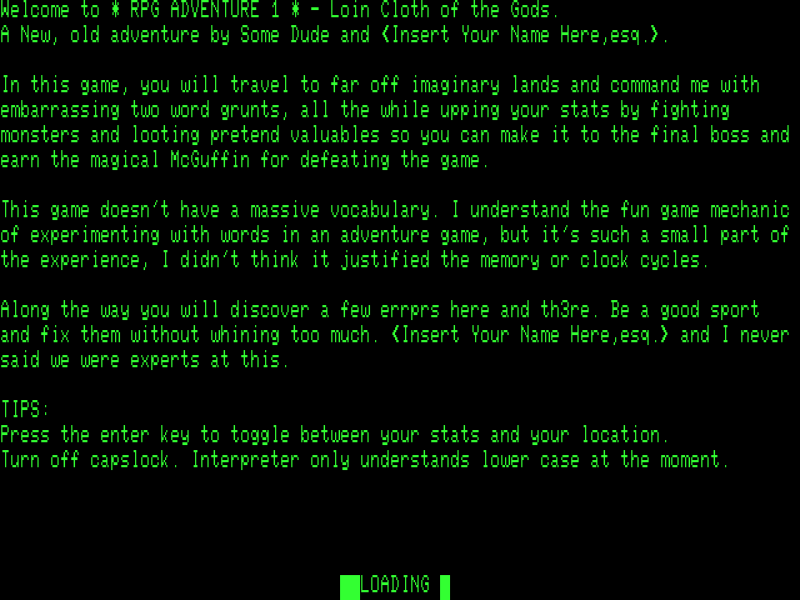 Welcome to * RPG ADVENTURE 1 * - Loin Cloth of the Gods.
A New, old adventure by Some Dude and <Insert Your Name Here,esq.>.
In this game, you will travel to far off imaginary lands and command me with
embarrassing two word grunts, all the while upping your stats by fighting
monsters and looting pretend valuables so you can make it to the final boss and
earn the magical McGuffin for defeating the game.
This game doesn't have a massive vocabulary. I understand the fun game mechanic
of experimenting with words in an adventure game, but it's such a small part of
the experience, I didn't think it justified the memory or clock cycles.
Along the way you will discover a few errprs here and th3re. Be a good sport
and fix them without whining too much. <Insert Your Name Here,esq.> and I never
said we were experts at this.
TIPS:
Press the enter key to toggle between your stats and your location.
Turn off capslock. Interpreter only understands lower case at the moment.
LOADING